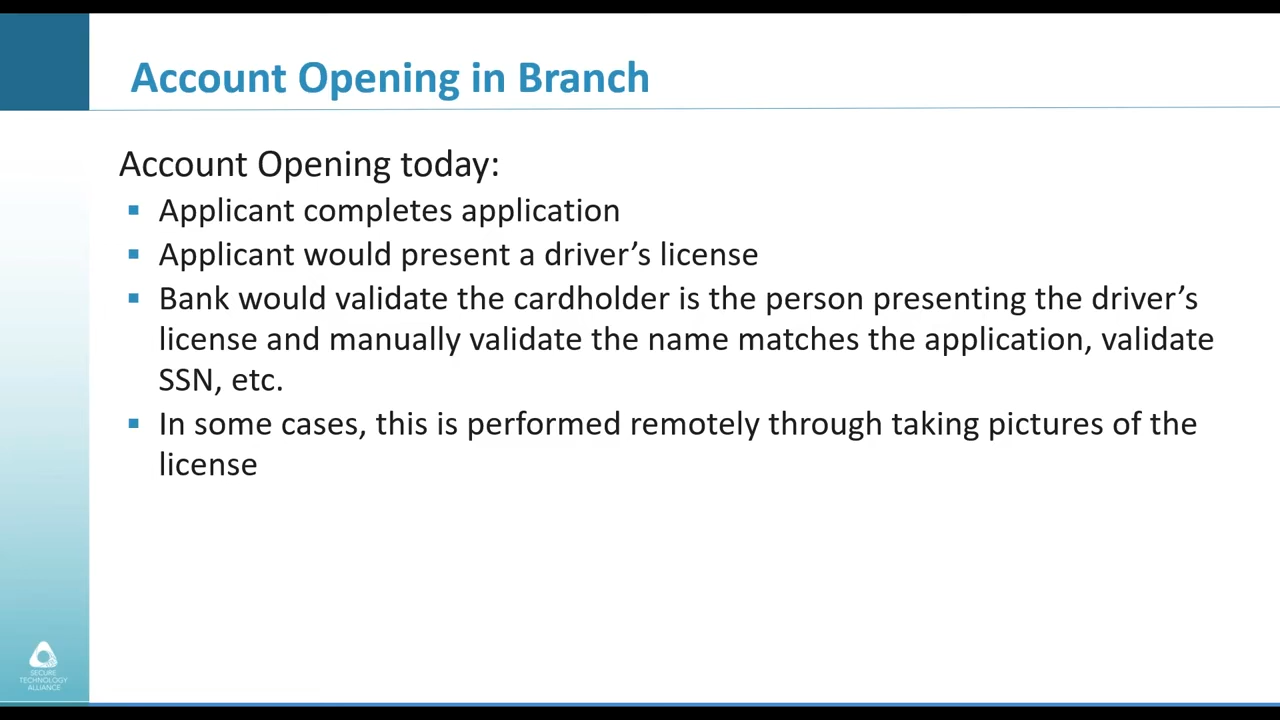 Account Opening in Branch
Account Opening today:
▪ Applicant completes application
▪ Applicant would present a driver’s license
▪ Bank would validate the cardholder is the person presenting the driver’s
license and manually validate the name matches the application, validate
SSN, etc.
▪ In some cases, this is performed remotely through taking pictures of the
license
SECURE
TECHNOLOGY
ALLIANCE